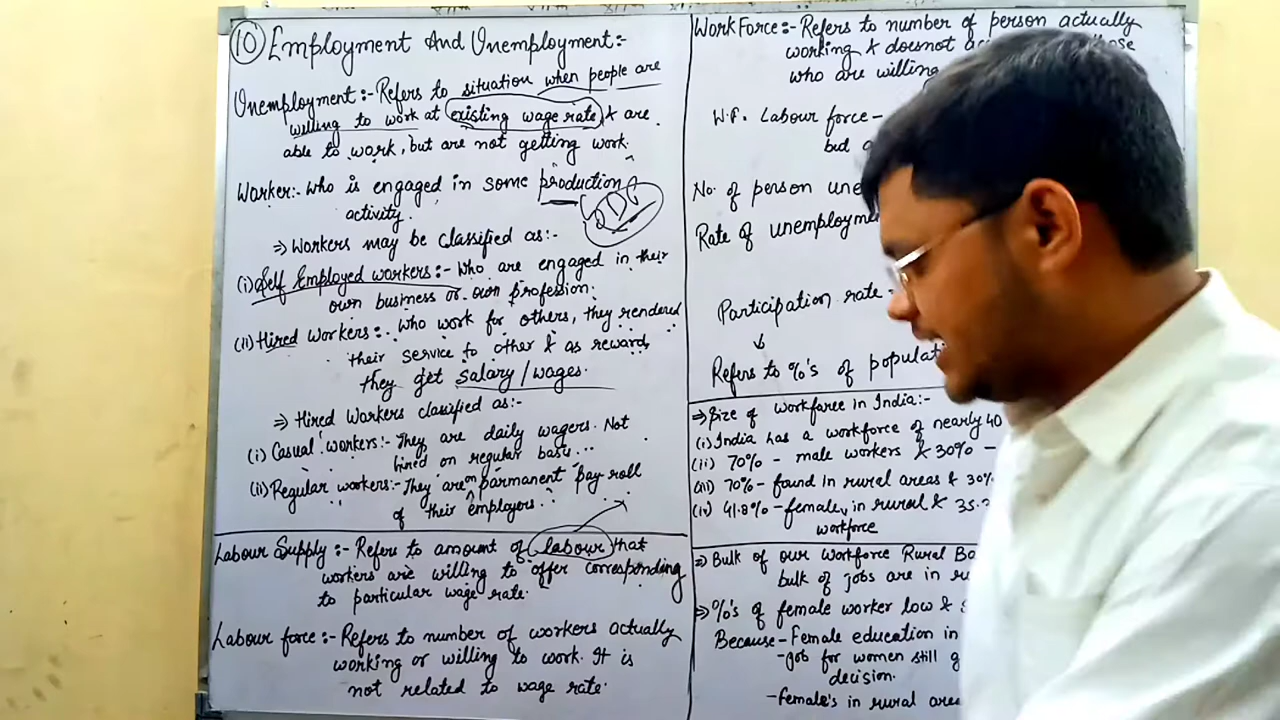 (10) Employment And Unemployment:-
Unemployment:- Refers to situation when people are
welling to work at existing wage rate & are
able to work, but are not getting work.
Worker:- who is engaged in some production
activity.
⇒ Workers may be classified as:-
(i) Self Employed workers:- Who are engaged in their
own business or own profession.
(ii) Hired Workers:- Who work for others, they rendered
their service to other & as rewards
they get salary/wages.
⇒ Hired Workers classified as:-
(i) Casual workers:- They are daily wagers. Not
hired on regular basis...
(ii) Regular workers:- They are on parmanent pay roll
of their employers.
Labour Supply:- Refers to amount of labour that
workers are willing to offer corresponding
to particular wage rate.
Labour force:- Refers to number of workers actually
working or willing to work. It is
not related to wage rate.
WorkForce:- Refers to number of person actually
working & doesnot
who are willing
W.F. Labour force-
but
No. of person
Rate of
Participation rate-
Refers to %'s of
⇒ Size of workforce in India:-
(i) India has a workforce of nearly 40
(ii) 70% - male workers & 30% -
(iii) 70% - found in rural areas & 30%
(iv) 41.8% - female, in rural & 35.
workforce
⇒ Bulk of our workforce Rural
bulk of jobs are in
⇒ %'s of female worker low &
Because - Female education in
- Job for women still
decision.
- Female's in rural